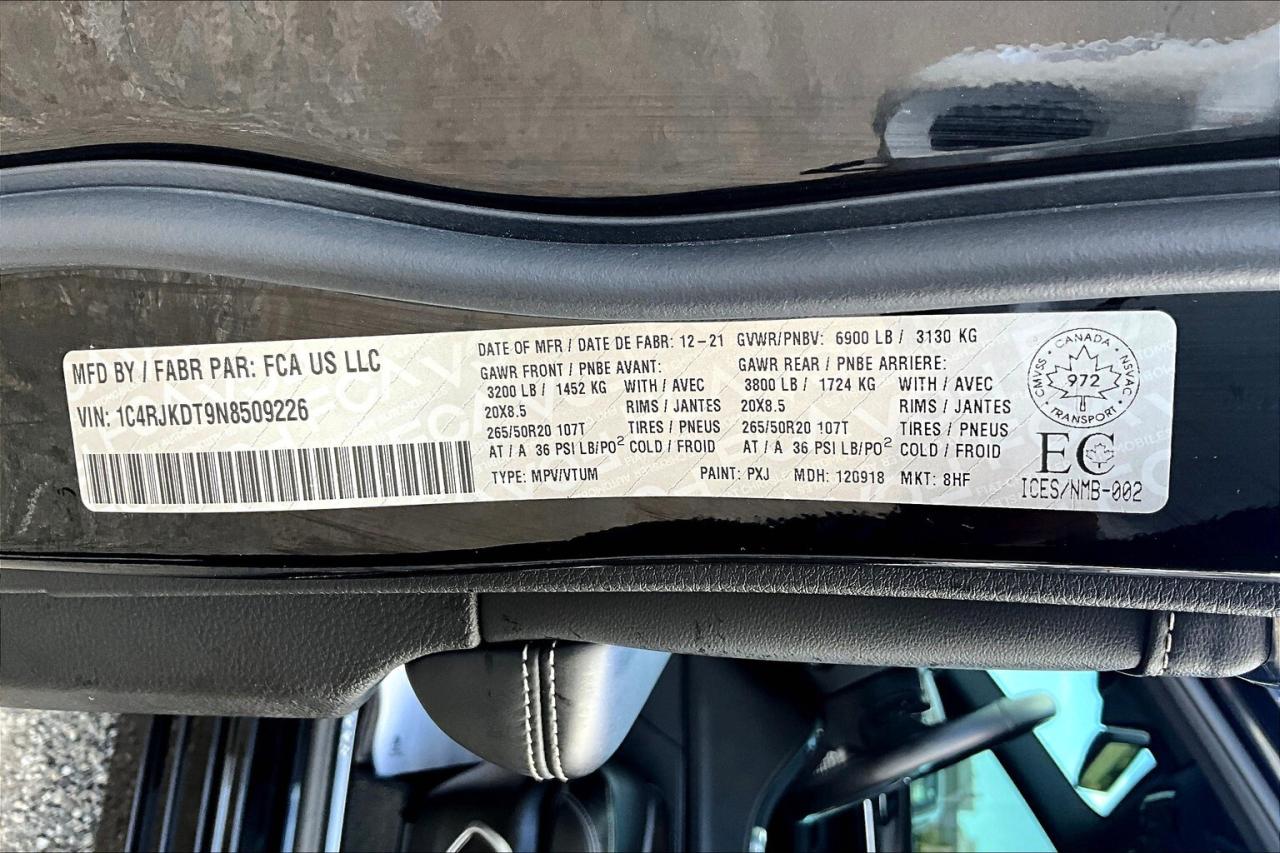 MFD BY / FABR PAR: FCA US LLC
VIN: 1C4RJKDT9N8509226
DATE OF MFR / DATE DE FABR: 12-21 GVWR/PNBV: 6900 LB / 3130 KG
GAWR FRONT / PNBE AVANT: GAWR REAR / PNBE ARRIERE:
3200 LB / 1452 KG WITH / AVEC 3800 LB / 1724 KG WITH / AVEC
20X8.5 RIMS / JANTES 20X8.5 RIMS / JANTES
265/50R20 107T TIRES / PNEUS 265/50R20 107T TIRES / PNEUS
AT / A 36 PSI LB/PO² COLD / FROID AT / A 36 PSI LB/PO² COLD / FROID
TYPE: MPV/VTUM PAINT: PXJ MDH: 120918 MKT: 8HF
CMVSS · CANADA · NSVAC
972
TRANSPORT
EC
ICES/NMB-002